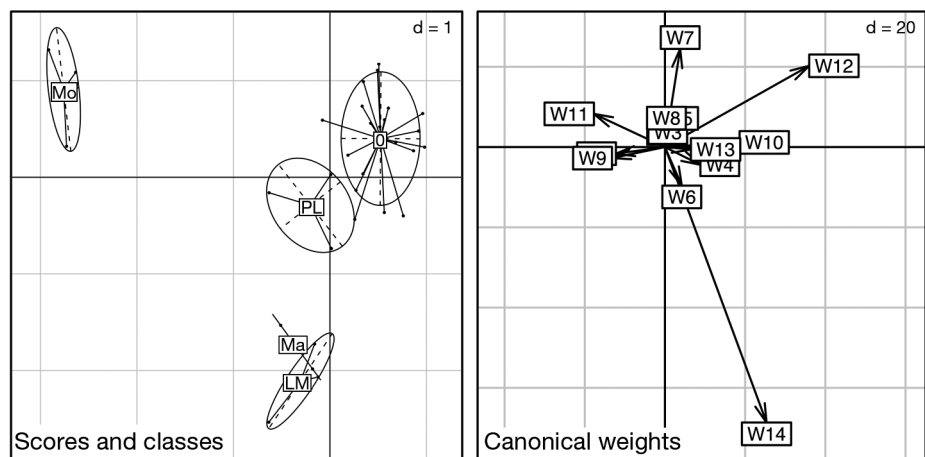 d = 1
Mo
0
PL
Ma
LM
Scores and classes
d = 20
W7
W12
W11
W8
5
W3
W10
W13
W9
W4
W6
W14
Canonical weights